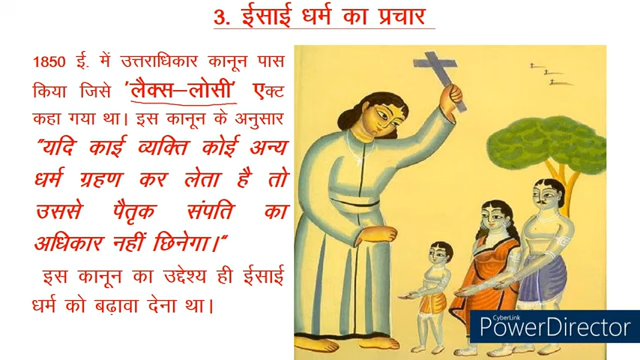 3. ईसाई धर्म का प्रचार
1850 ई. में उत्तराधिकार कानून पास
किया जिसे 'लैक्स–लोसी' एक्ट
कहा गया था। इस कानून के अनुसार
"यदि काई व्यक्ति कोई अन्य
धर्म ग्रहण कर लेता है तो
उससे पैतृक संपति का
अधिकार नहीं छिनेगा।"
इस कानून का उद्देश्य ही ईसाई
धर्म को बढ़ावा देना था।
CyberLink
PowerDirector